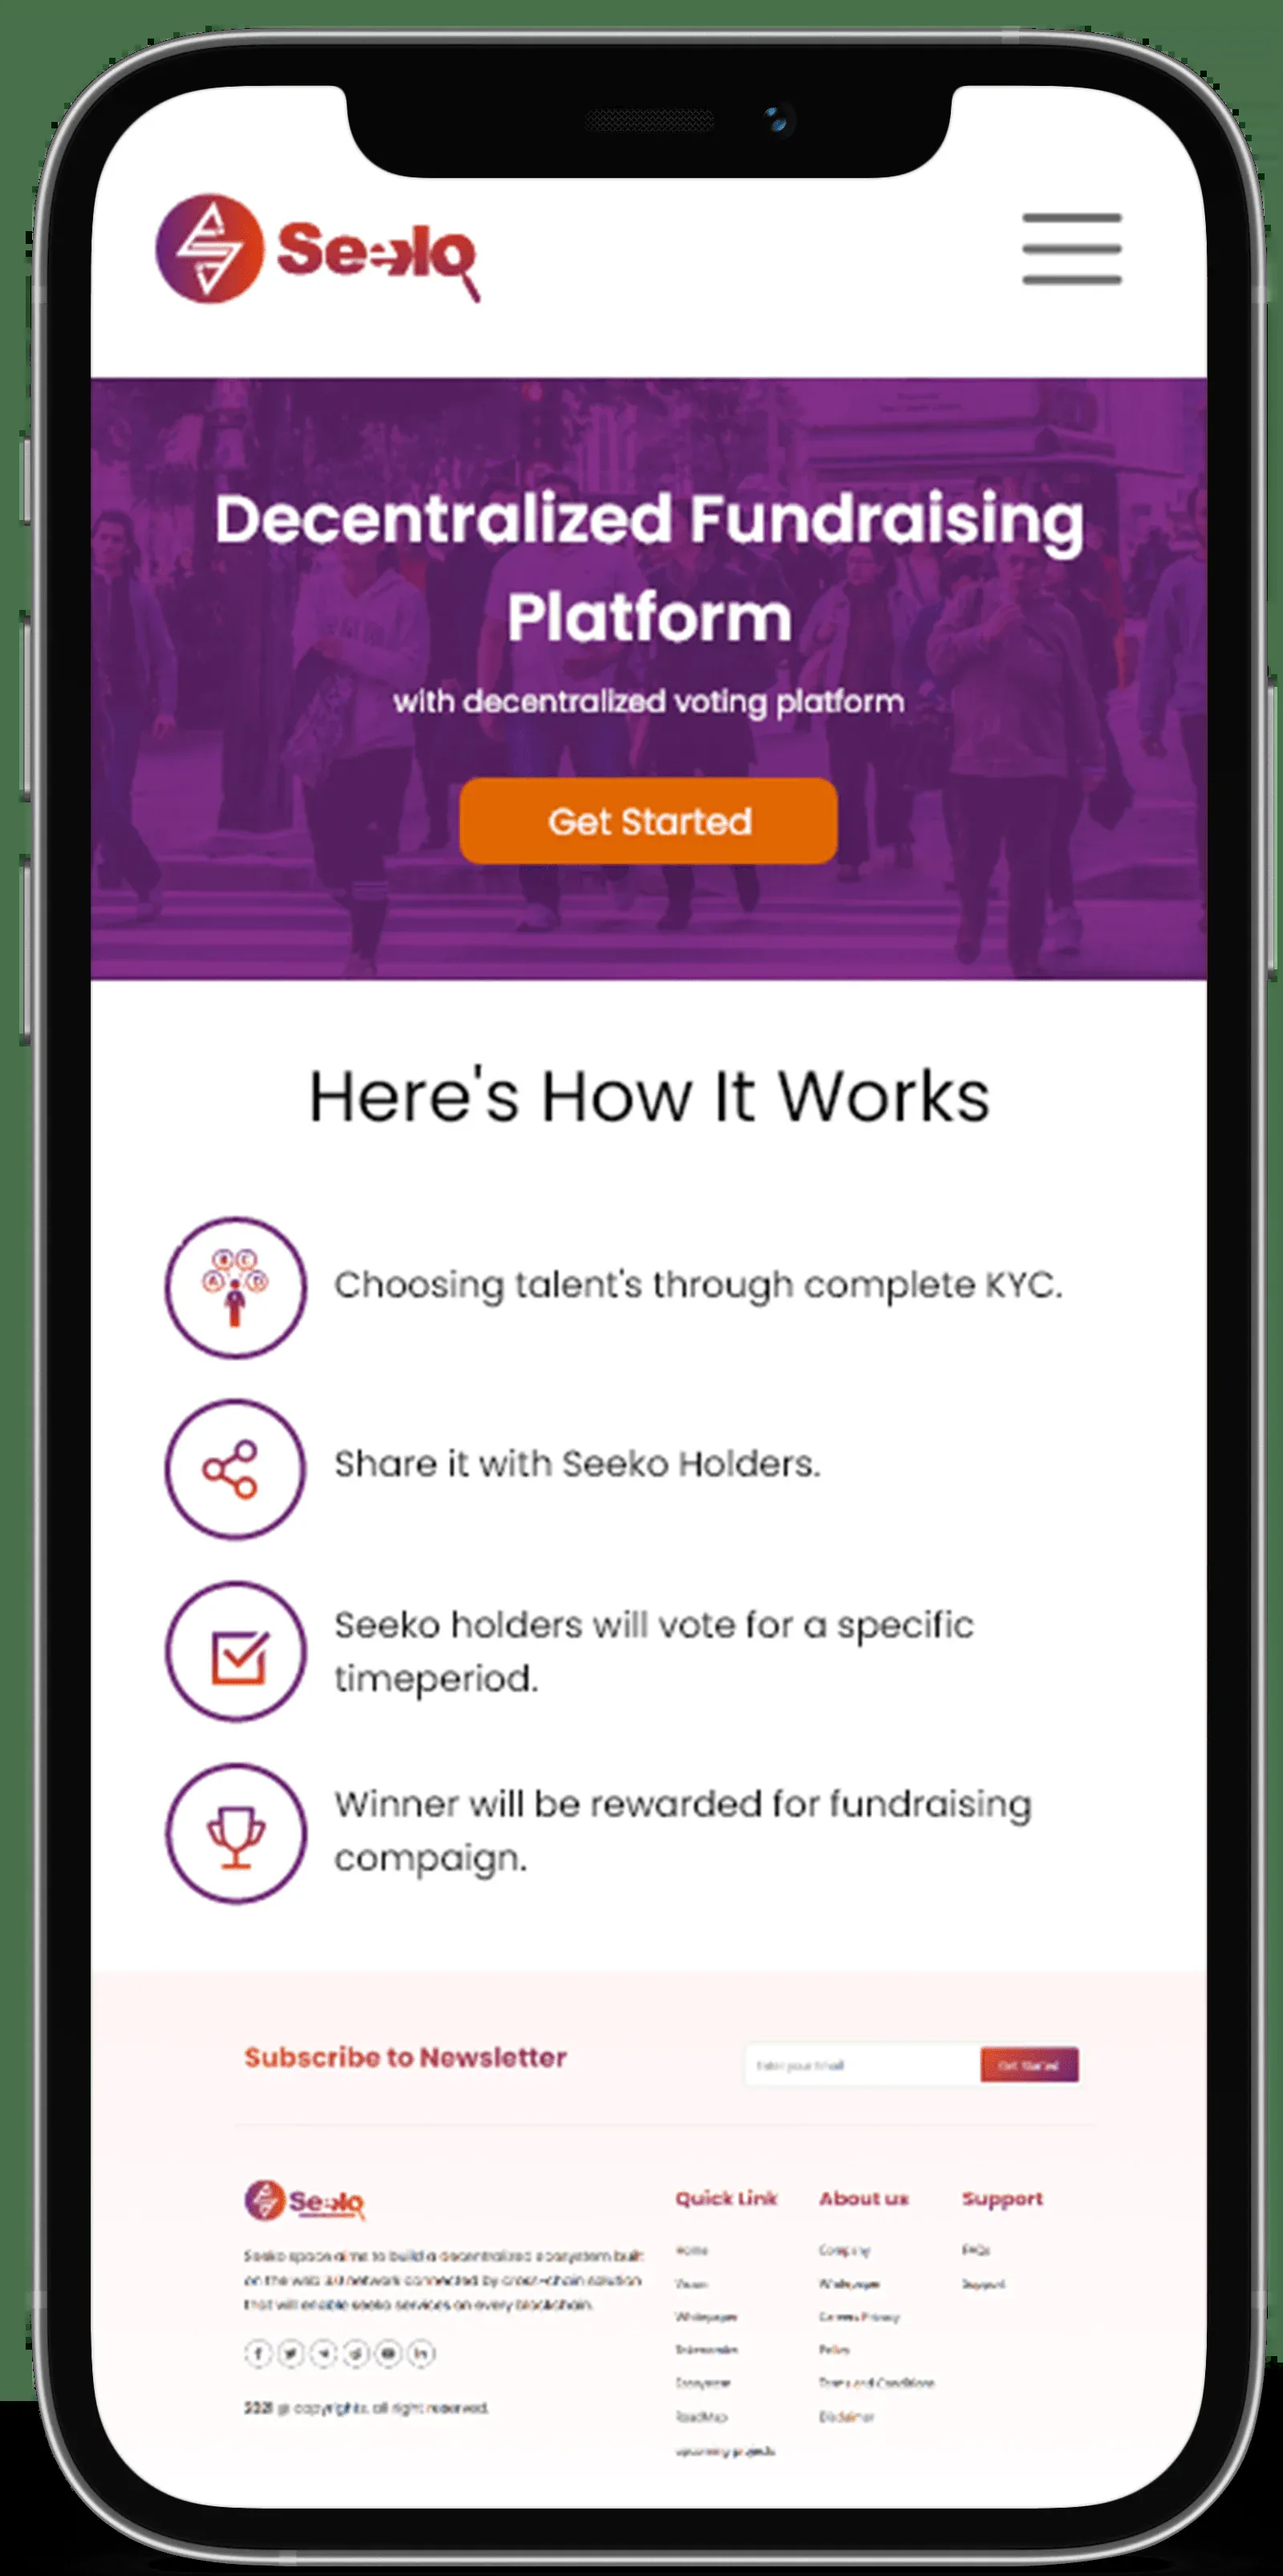 Seeko
Decentralized Fundraising
Platform
with decentralized voting platform
Get Started
Here's How It Works
B C
A D
Choosing talent's through complete KYC.
Share it with Seeko Holders.
Seeko holders will vote for a specific
timeperiod.
Winner will be rewarded for fundraising
compaign.
Subscribe to Newsletter
Enter your Email
Get Started
Seeko
Seeko space aims to build a decentralized ecosystem built
on the web 3.0 network connected by cross-chain solution
that will enable seeko services on every blockchain.
2021 @ copyrights. all right reserved.
Quick Link
Home
Whitepaper
Ecosystem
RoadMap
upcoming projects
About us
Company
Whitepaper
Careers Privacy
Policy
Terms and Conditions
Disclaimer
Support
FAQs
Support